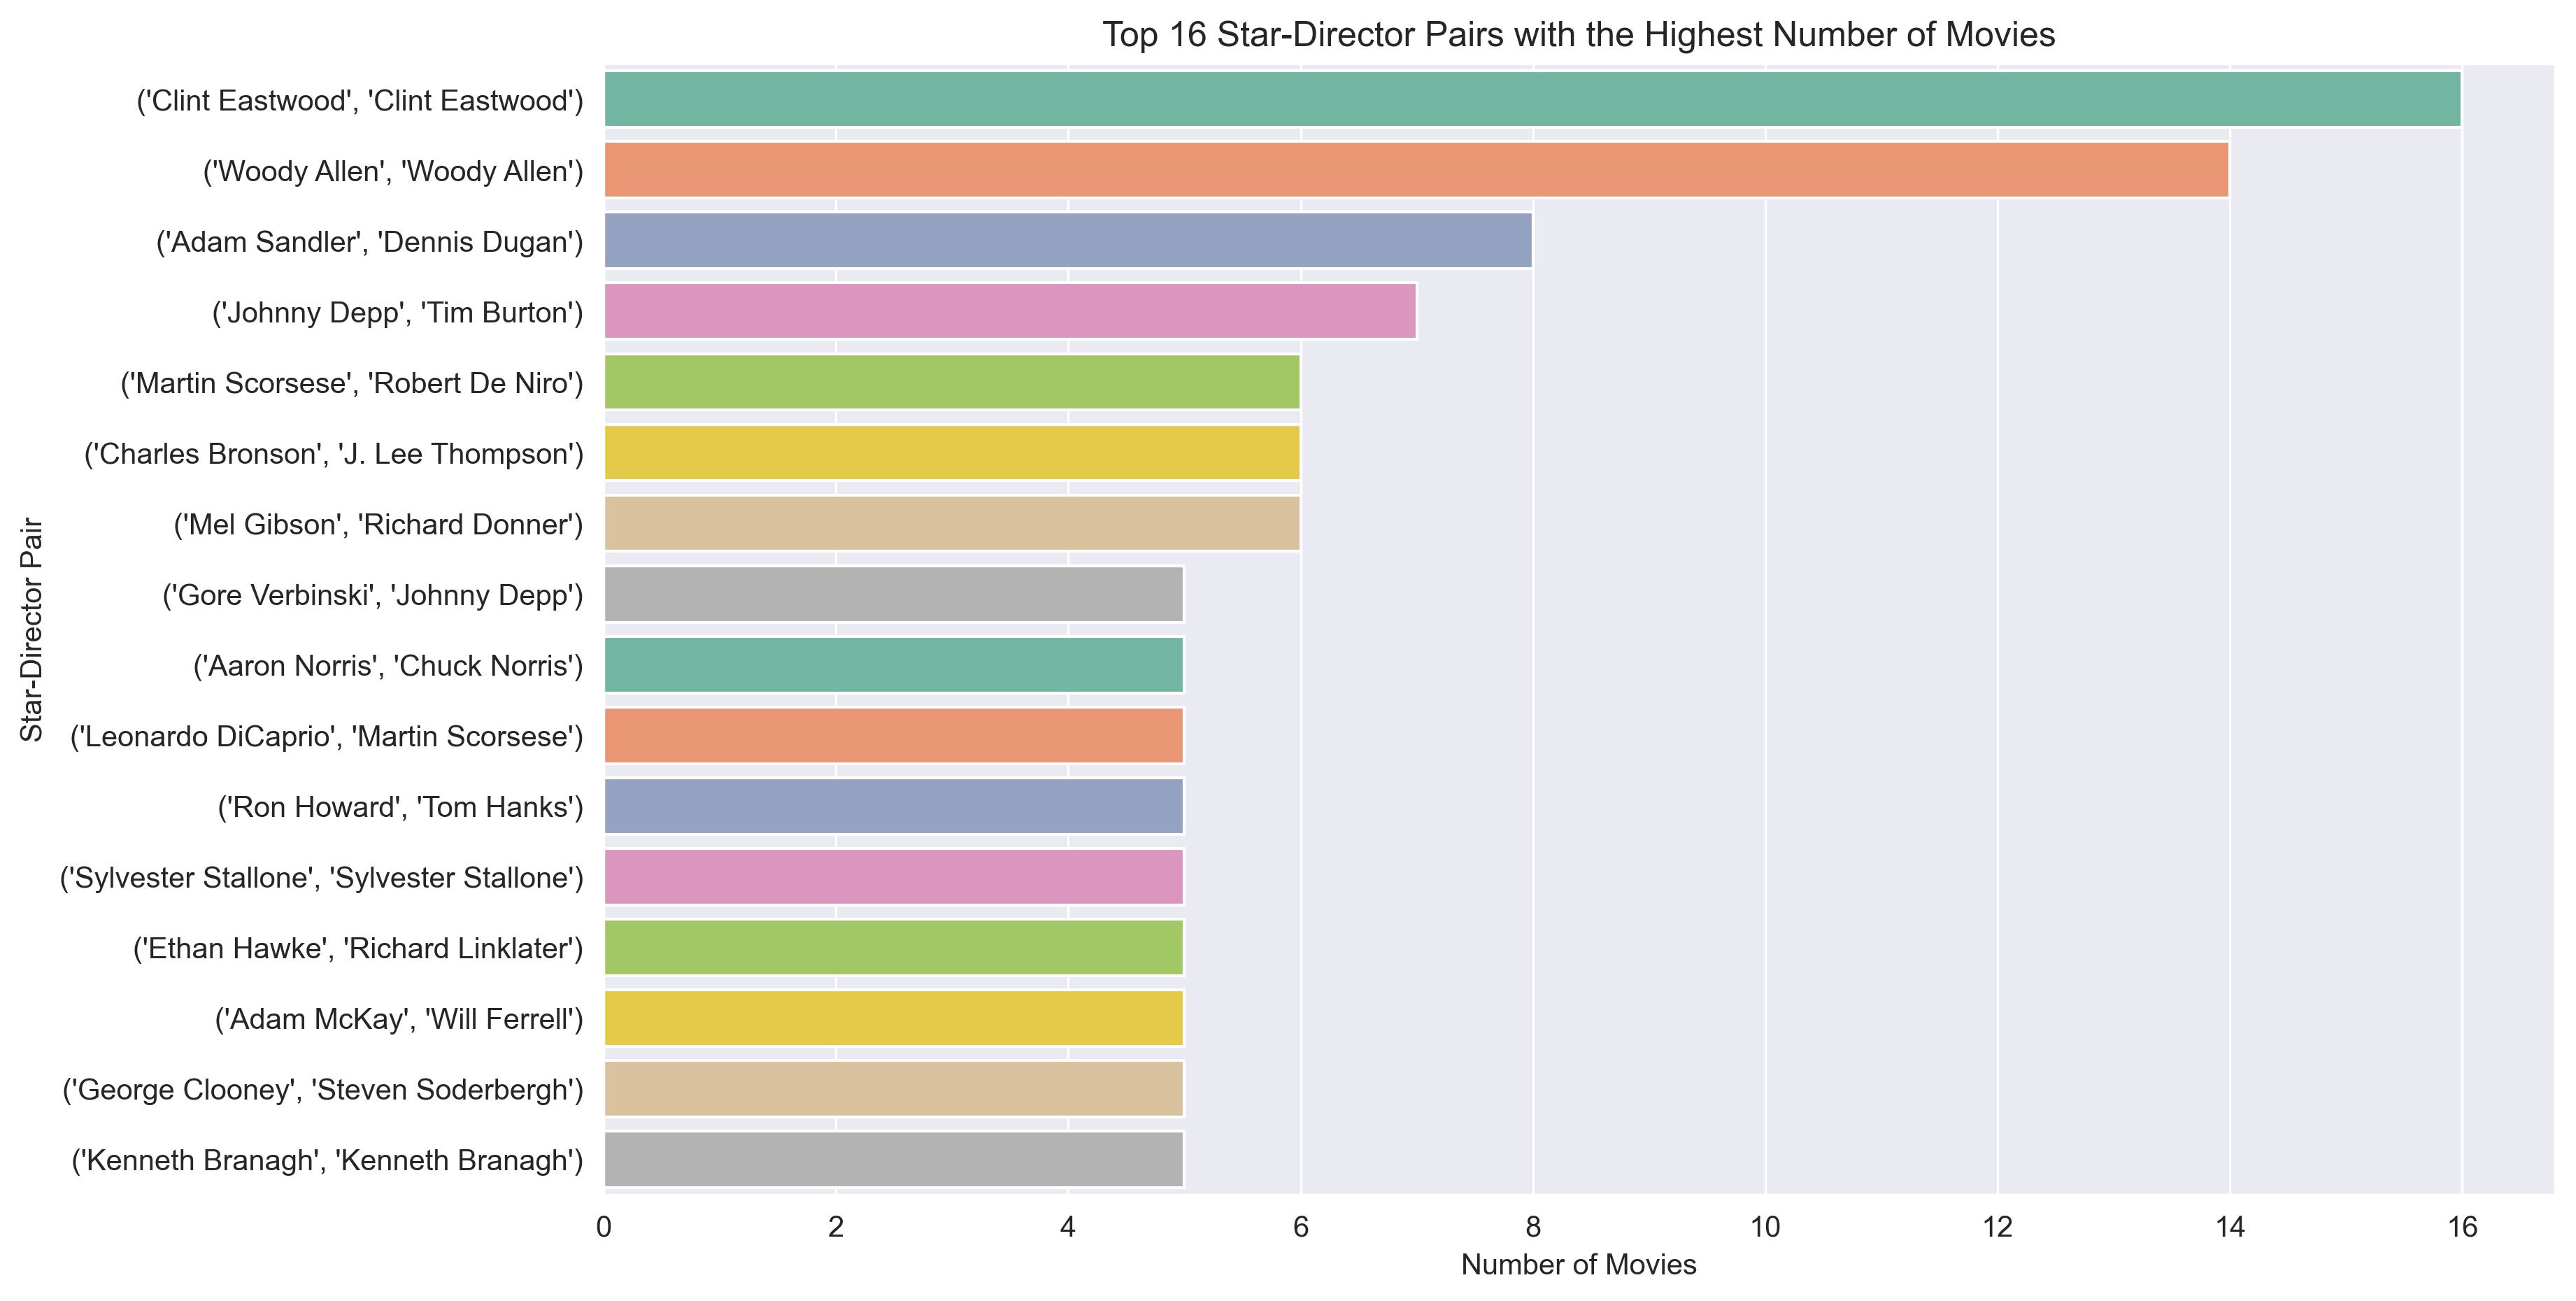 Top 16 Star-Director Pairs with the Highest Number of Movies
('Clint Eastwood', 'Clint Eastwood')
('Woody Allen', 'Woody Allen')
('Adam Sandler', 'Dennis Dugan')
('Johnny Depp', 'Tim Burton')
('Martin Scorsese', 'Robert De Niro')
('Charles Bronson', 'J. Lee Thompson')
('Mel Gibson', 'Richard Donner')
('Gore Verbinski', 'Johnny Depp')
('Aaron Norris', 'Chuck Norris')
('Leonardo DiCaprio', 'Martin Scorsese')
('Ron Howard', 'Tom Hanks')
('Sylvester Stallone', 'Sylvester Stallone')
('Ethan Hawke', 'Richard Linklater')
('Adam McKay', 'Will Ferrell')
('George Clooney', 'Steven Soderbergh')
('Kenneth Branagh', 'Kenneth Branagh')
Star-Director Pair
0 2 4 6 8 10 12 14 16
Number of Movies